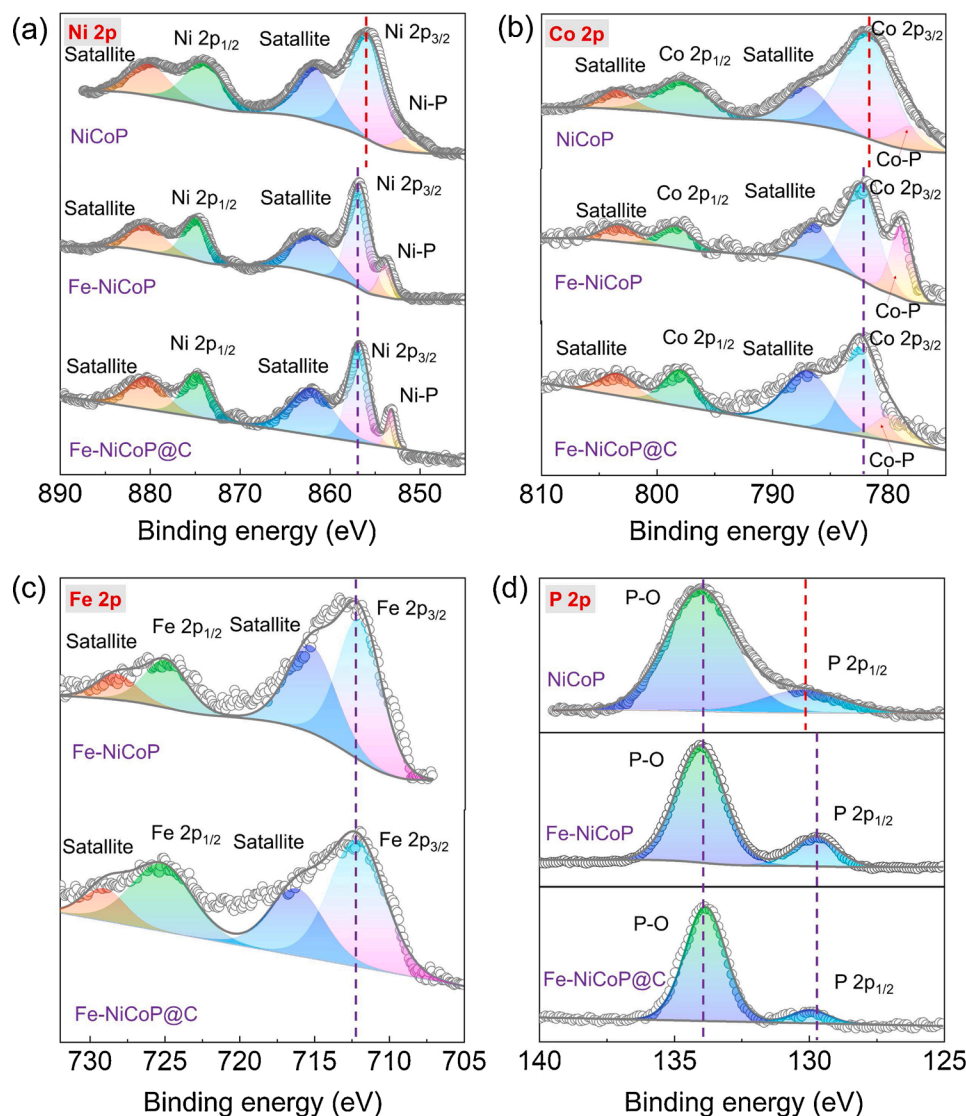 (a)
Ni 2p
Satallite
Ni 2p1/2
Satallite
Ni 2p3/2
Ni-P
NiCoP
Satallite
Ni 2p1/2
Satallite
Ni 2p3/2
Ni-P
Fe-NiCoP
Satallite
Ni 2p1/2
Satallite
Ni 2p3/2
Ni-P
Fe-NiCoP@C
890 880 870 860 850
Binding energy (eV)
(b)
Co 2p
Satallite
Co 2p1/2
Satallite
Co 2p3/2
Co-P
NiCoP
Satallite
Co 2p1/2
Satallite
Co 2p3/2
Co-P
Fe-NiCoP
Satallite
Co 2p1/2
Satallite
Co 2p3/2
Co-P
Fe-NiCoP@C
810 800 790 780
Binding energy (eV)
(c)
Fe 2p
Satallite
Fe 2p1/2
Satallite
Fe 2p3/2
Fe-NiCoP
Satallite
Fe 2p1/2
Satallite
Fe 2p3/2
Fe-NiCoP@C
730 725 720 715 710 705
Binding energy (eV)
(d)
P 2p
P-O
P 2p1/2
NiCoP
P-O
P 2p1/2
Fe-NiCoP
P-O
P 2p1/2
Fe-NiCoP@C
140 135 130 125
Binding energy (eV)